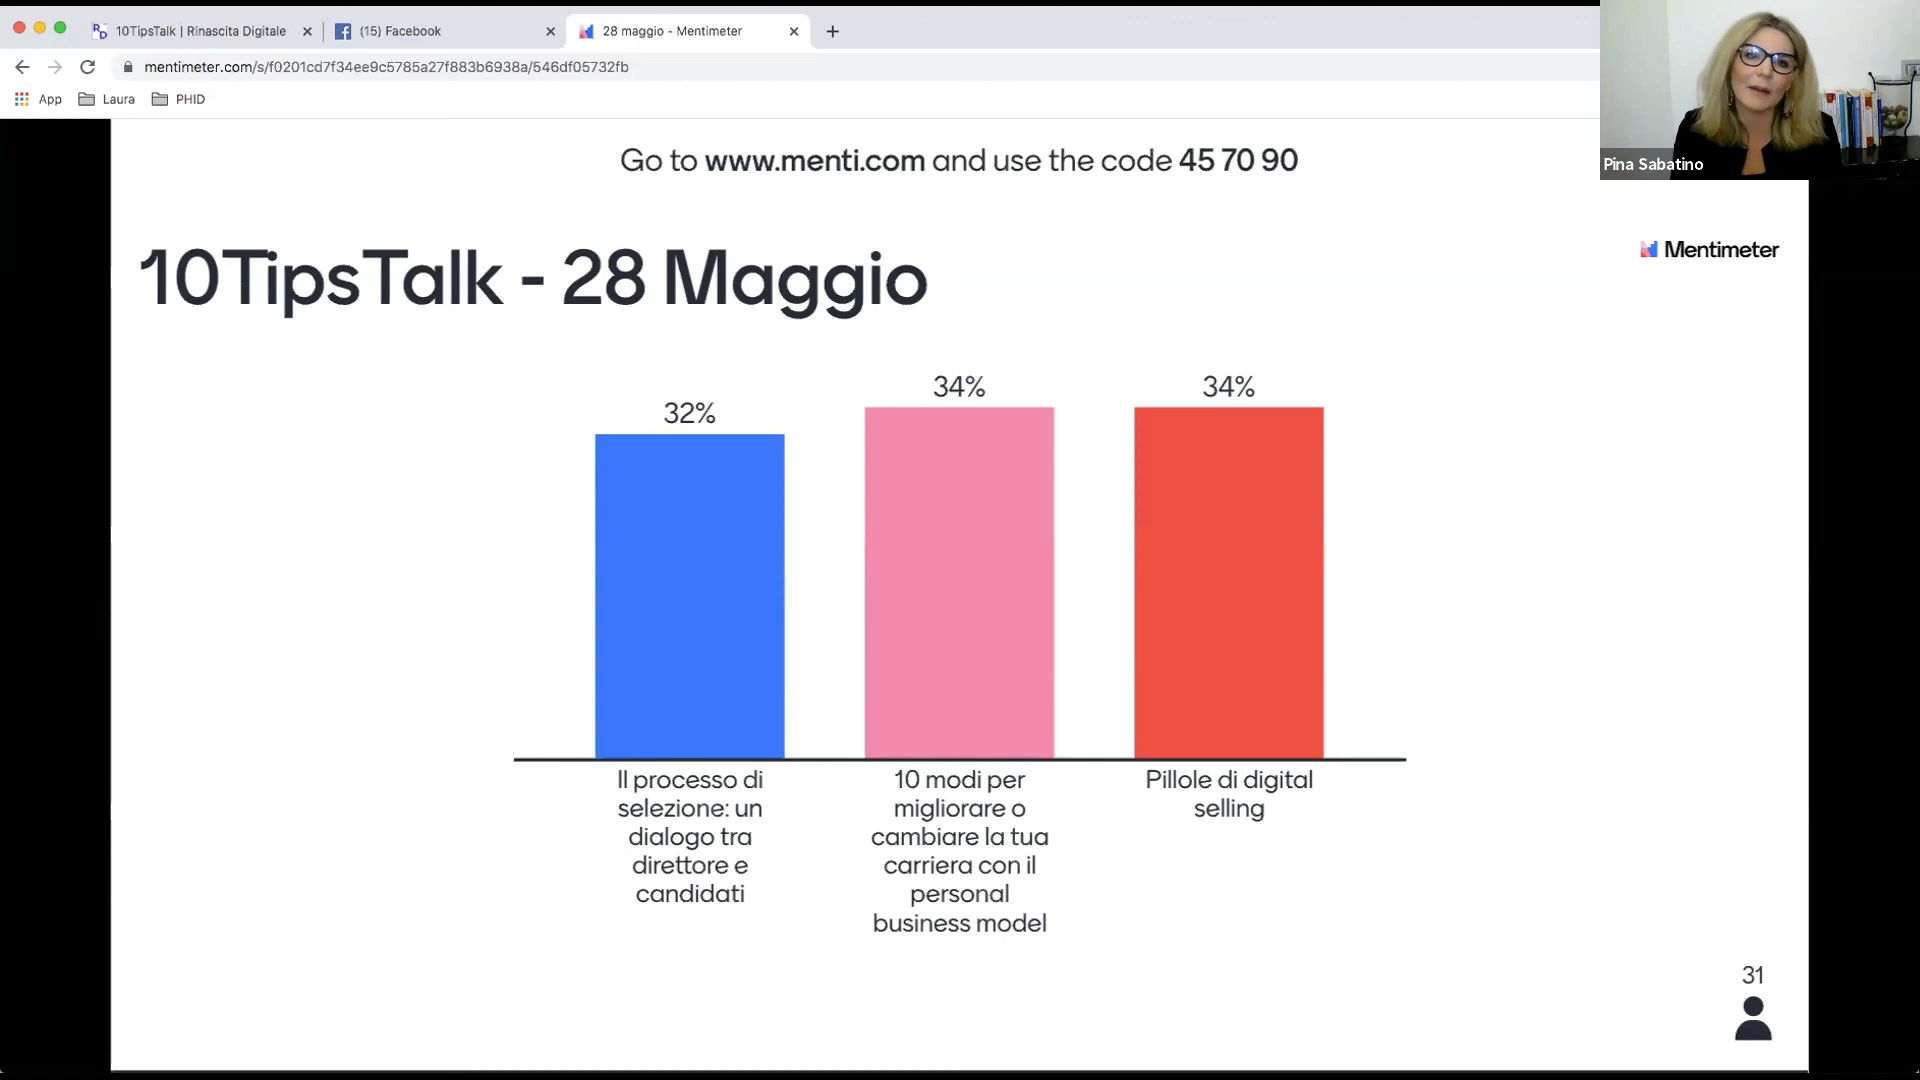 10TipsTalk | Rinascita Digitale
(15) Facebook
28 maggio - Mentimeter
mentimeter.com/s/f0201cd7f34ee9c5785a27f883b6938a/546df05732fb
App
Laura
PHID
Pina Sabatino
Go to www.menti.com and use the code 45 70 90
10TipsTalk - 28 Maggio
Mentimeter
32%
34%
34%
Il processo di
selezione: un
dialogo tra
direttore e
candidati
10 modi per
migliorare o
cambiare la tua
carriera con il
personal
business model
Pillole di digital
selling
31